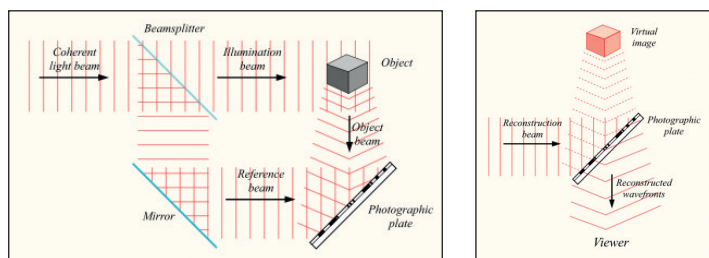 Beamsplitter
Coherent
light beam
Illumination
beam
Object
Object
beam
Reference
beam
Mirror
Photographic
plate
Virtual
image
Reconstruction
beam
Photographic
plate
Reconstructed
wavefronts
Viewer